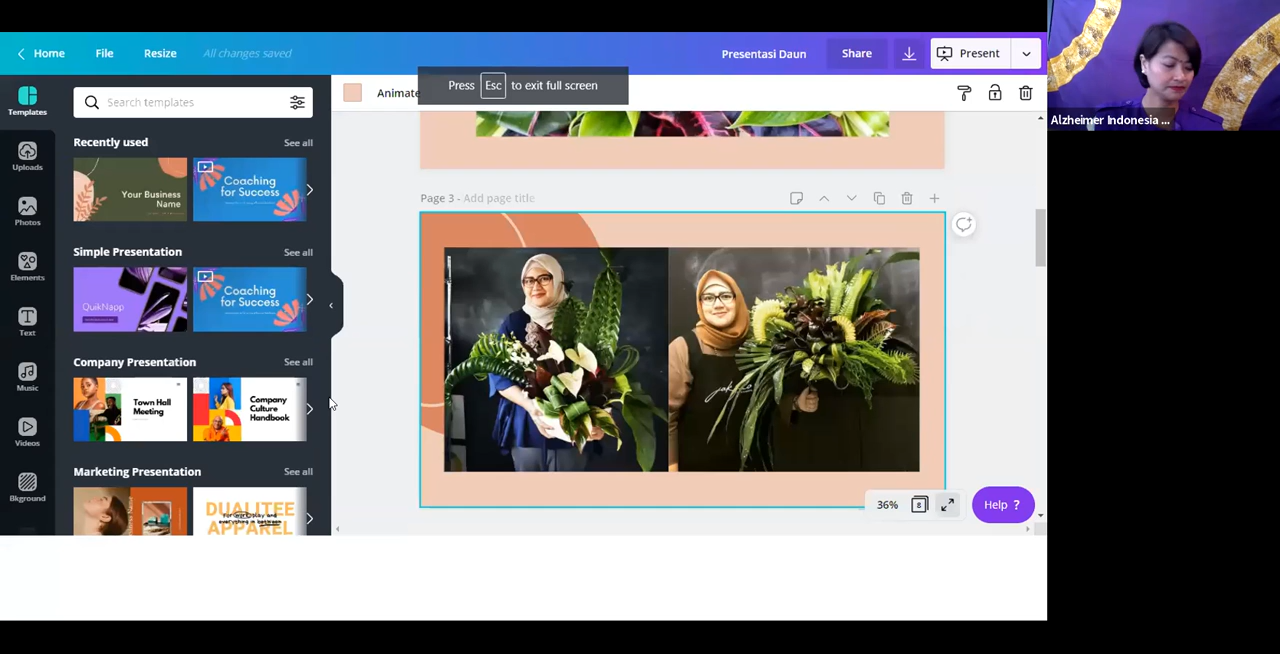 Home File Resize All changes saved
Presentasi Daun Share Present
Press Esc to exit full screen
Templates
Uploads
Photos
Elements
Text
Music
Videos
Bkground
Search templates
Recently used See all
Your Business
Name
Coaching
for Success
Simple Presentation See all
QuikNapp
Coaching
for Success
Company Presentation See all
Town Hall
Meeting
Company
Culture
Handbook
Marketing Presentation See all
DUALITEE
APPAREL
Animate
Page 3 - Add page title
36% 8
Help ?
Alzheimer Indonesia ...